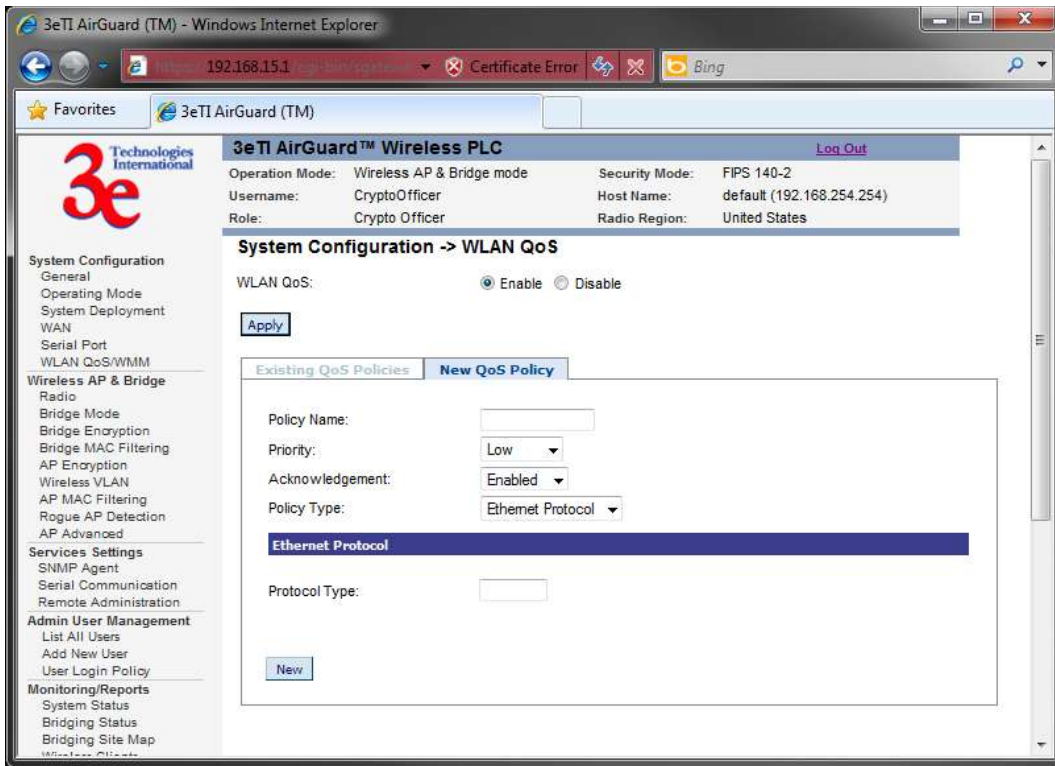 3eTI AirGuard (TM) - Windows Internet Explorer
192.168.15.1
Certificate Error
Bing
Favorites
3eTI AirGuard (TM)
3e Technologies International
3eTI AirGuard™ Wireless PLC
Log Out
Operation Mode: Wireless AP & Bridge mode Security Mode: FIPS 140-2
Username: CryptoOfficer Host Name: default (192.168.254.254)
Role: Crypto Officer Radio Region: United States
System Configuration
General
Operating Mode
System Deployment
WAN
Serial Port
WLAN QoS/WMM
Wireless AP & Bridge
Radio
Bridge Mode
Bridge Encryption
Bridge MAC Filtering
AP Encryption
Wireless VLAN
AP MAC Filtering
Rogue AP Detection
AP Advanced
Services Settings
SNMP Agent
Serial Communication
Remote Administration
Admin User Management
List All Users
Add New User
User Login Policy
Monitoring/Reports
System Status
Bridging Status
Bridging Site Map
System Configuration -> WLAN QoS
WLAN QoS: Enable Disable
Apply
Existing QoS Policies New QoS Policy
Policy Name:
Priority: Low
Acknowledgement: Enabled
Policy Type: Ethernet Protocol
Ethernet Protocol
Protocol Type:
New